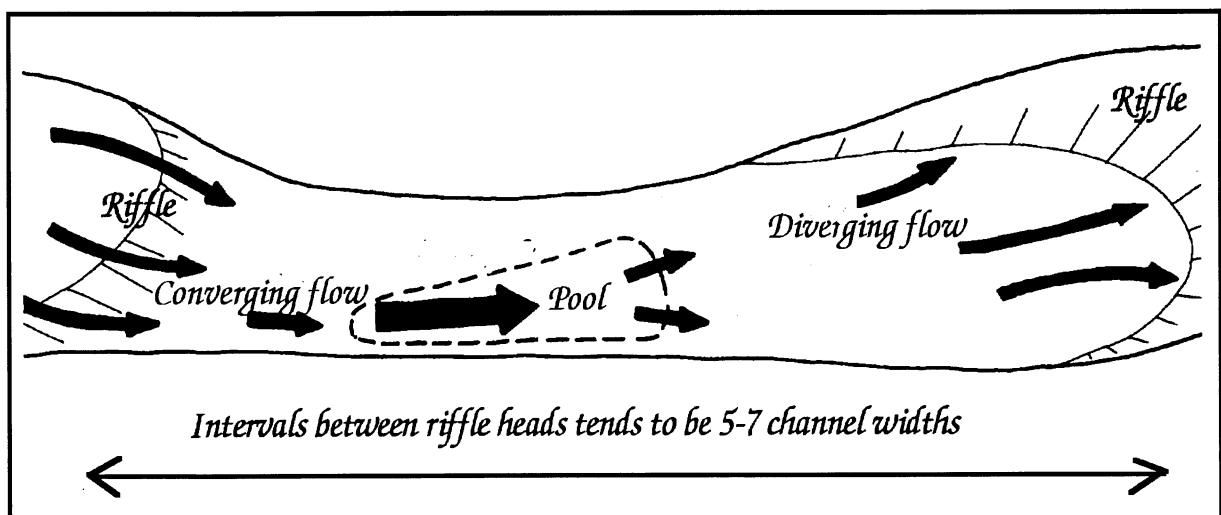 Riffle
Riffle
Diverging flow
Converging flow
Pool
Intervals between riffle heads tends to be 5-7 channel widths